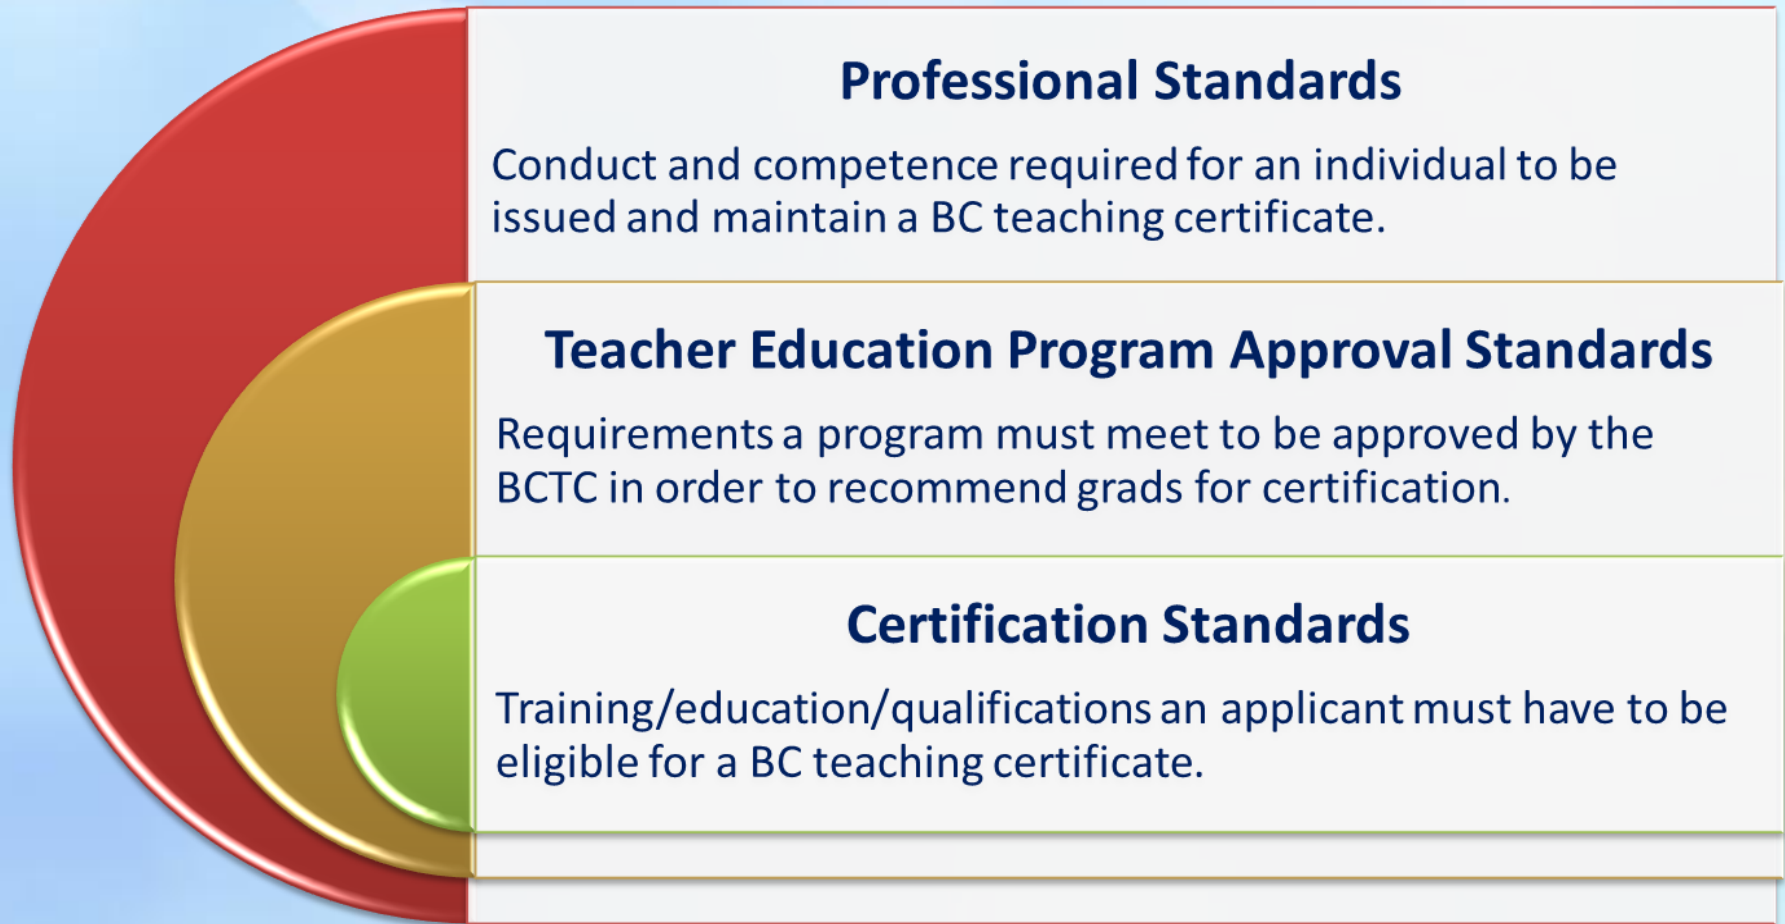 Professional Standards
Conduct and competence required for an individual to be
issued and maintain a BC teaching certificate.
Teacher Education Program Approval Standards
Requirements a program must meet to be approved by the
BCTC in order to recommend grads for certification.
Certification Standards
Training/education/qualifications an applicant must have to be
eligible for a BC teaching certificate.